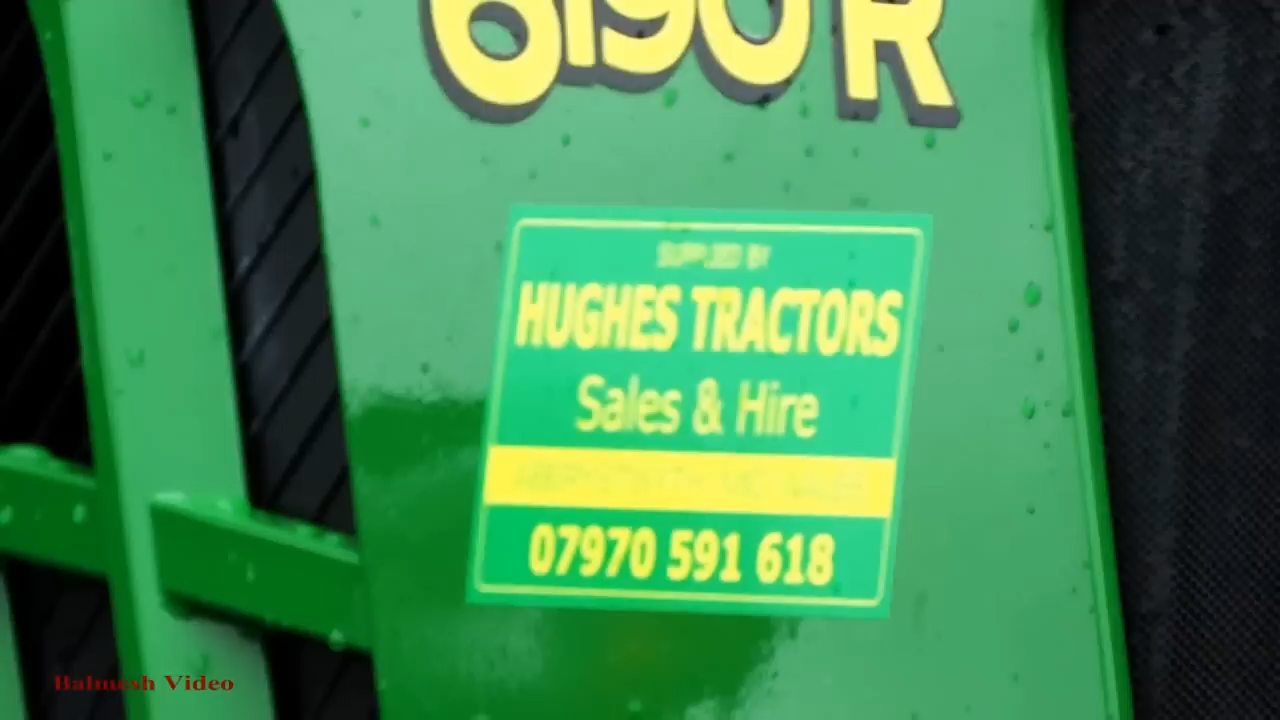 6190R
SUPPLIED BY
HUGHES TRACTORS
Sales & Hire
07970 591 618
Balmesh Video